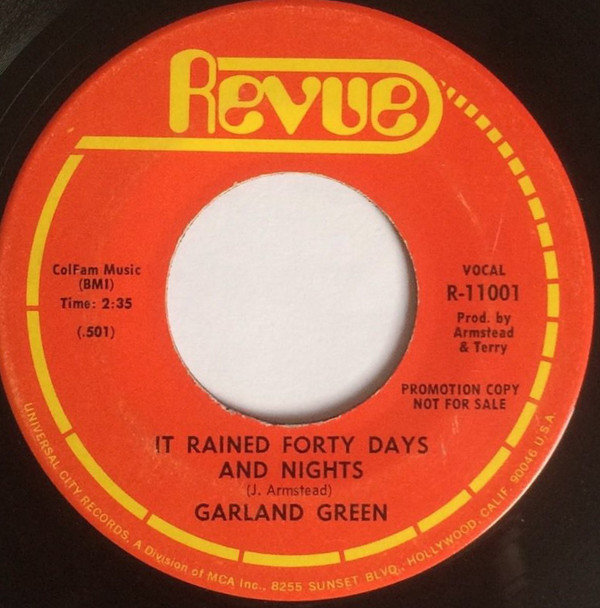 Revue
ColFam Music
(BMI)
Time: 2:35
(.501)
VOCAL
R-11001
Prod. by
Armstead
& Terry
PROMOTION COPY
NOT FOR SALE
IT RAINED FORTY DAYS
AND NIGHTS
(J. Armstead)
GARLAND GREEN
UNIVERSAL CITY RECORDS, A Division of MCA Inc., 8255 SUNSET BLVD., HOLLYWOOD, CALIF. 90046 U.S.A.